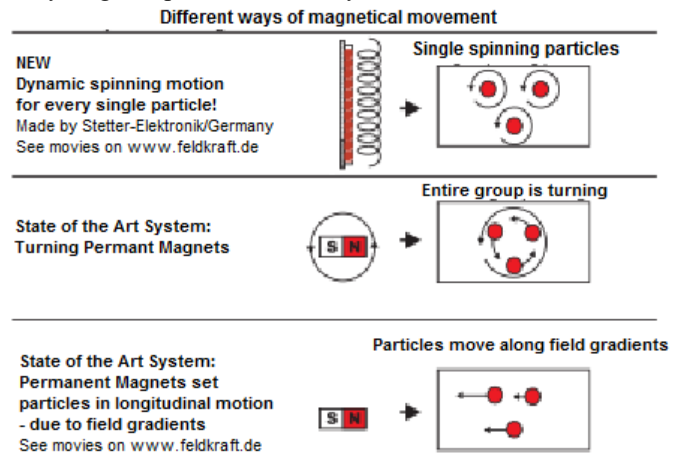 Different ways of magnetical movement
NEW
Dynamic spinning motion
for every single particle!
Made by Stetter-Elektronik/Germany
See movies on www.feldkraft.de
Single spinning particles
State of the Art System:
Turning Permant Magnets
S N
Entire group is turning
State of the Art System:
Permanent Magnets set
particles in longitudinal motion
- due to field gradients
See movies on www.feldkraft.de
S N
Particles move along field gradients